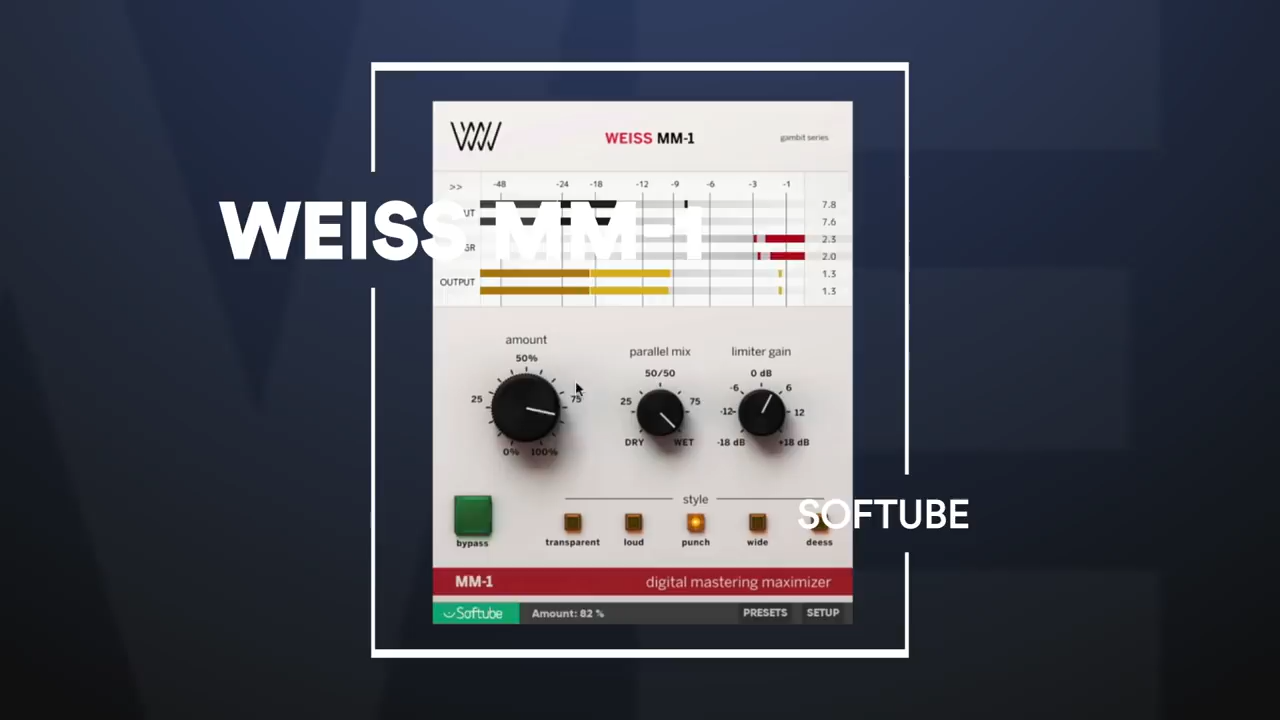 WEISS MM-1
gambit series
>>
-48 -24 -18 -12 -9 -6 -3 -1
UT 7.8
7.6
WEISS MM-1
GR 2.3
2.0
OUTPUT 1.3
1.3
amount
50%
25 75
0% 100%
parallel mix
50/50
25 75
DRY WET
limiter gain
0 dB
-6 6
-12 12
-18 dB +18 dB
style
SOFTUBE
bypass transparent loud punch wide deess
MM-1 digital mastering maximizer
Softube Amount: 82 % PRESETS SETUP